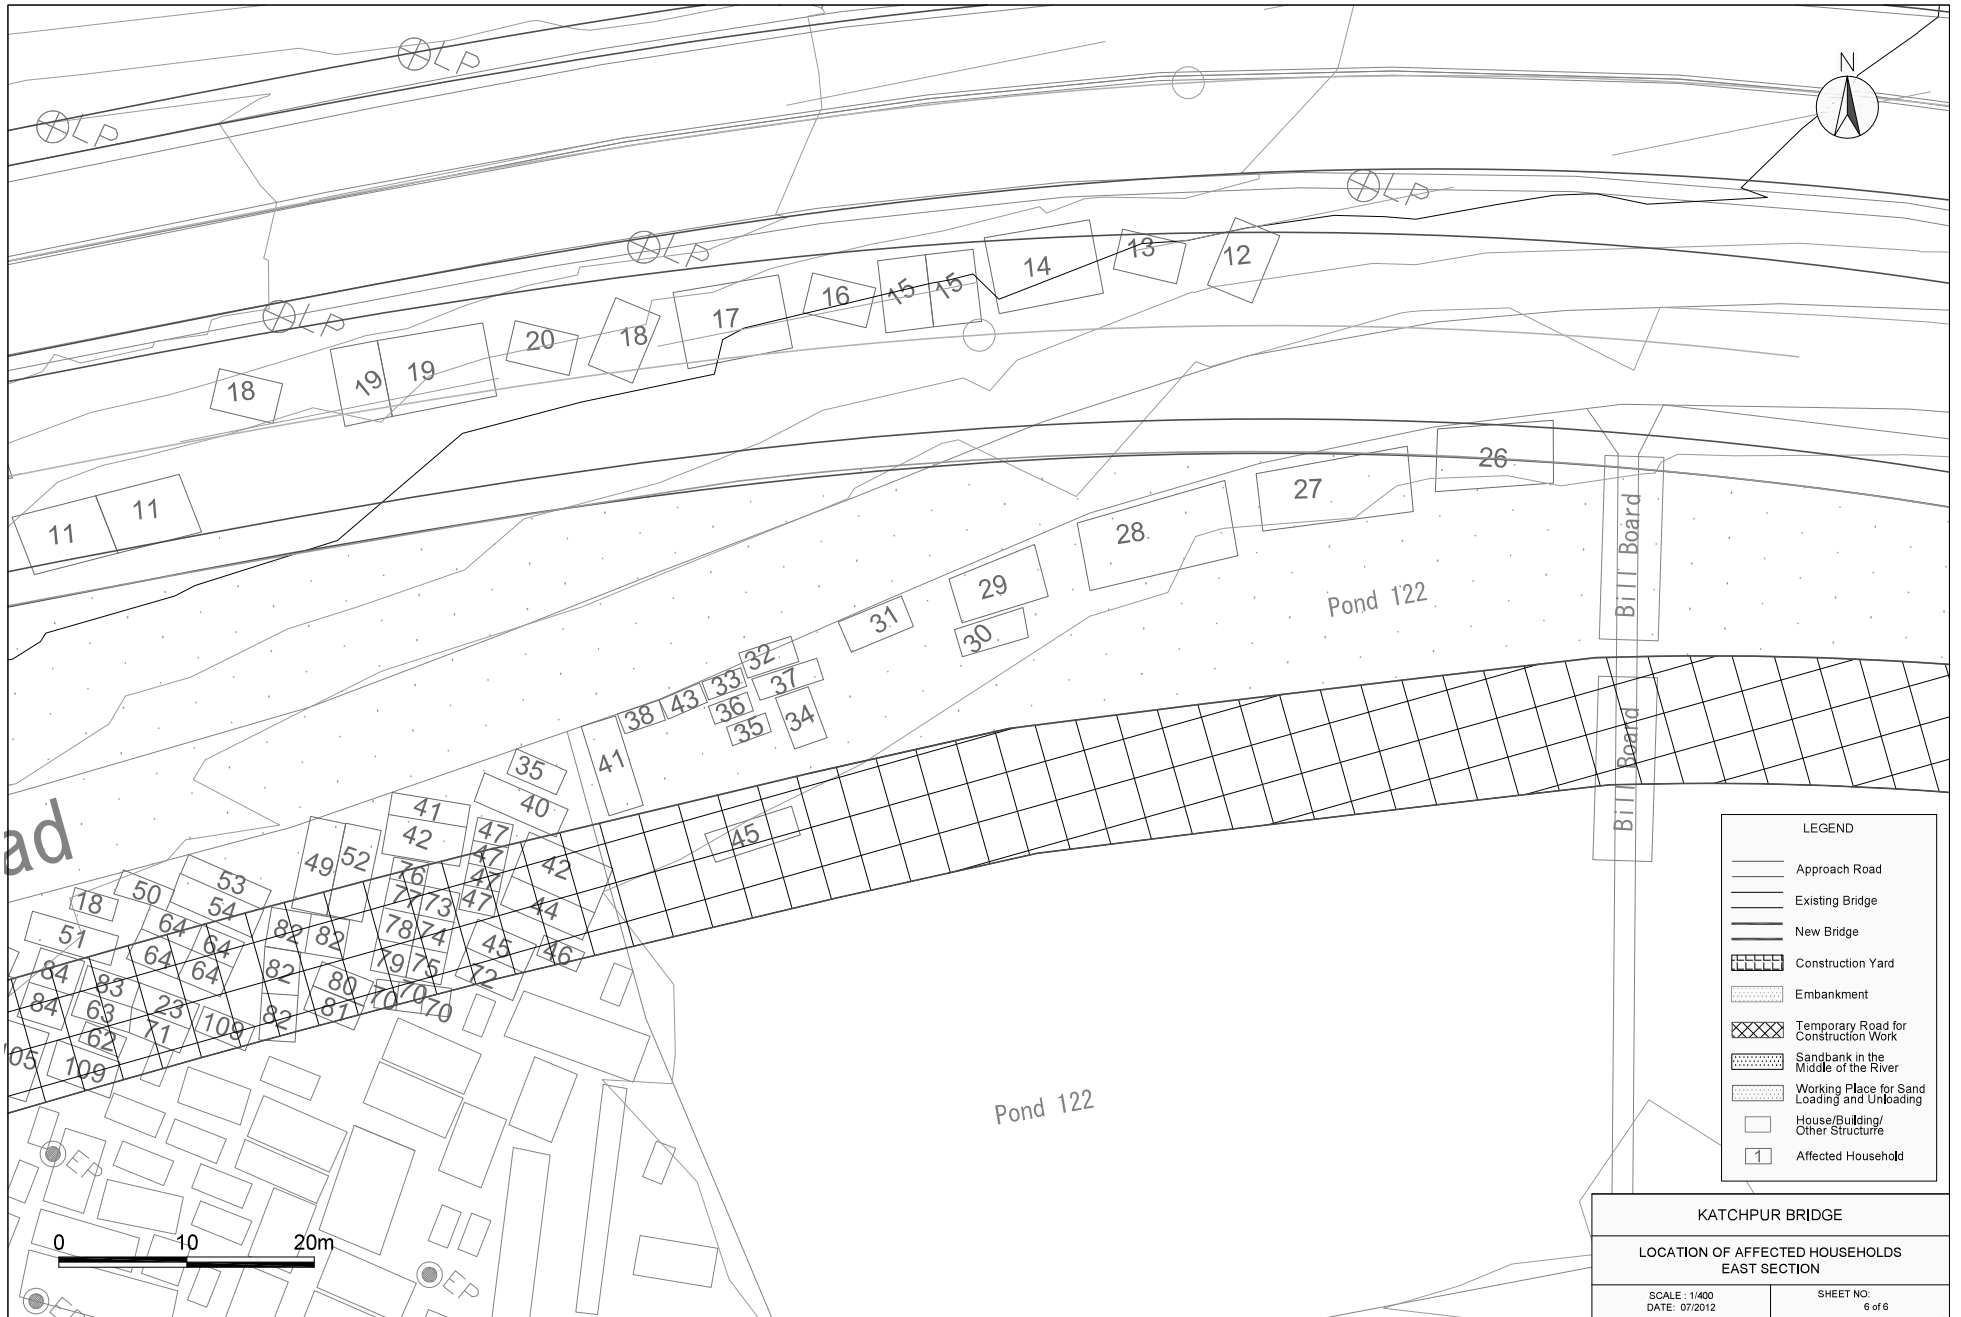 LP
LP
N
LP
LP
LP
12
13
14
15
15
16
17
18
20
19
19
18
11
11
26
27
28
29
30
31
32
33
43
38
37
36
35
34
41
Pond 122
Bill Board
Bill Board
35
40
41
42
47
47
47
47
42
44
45
46
45
72
49
52
76
77
73
78
74
79
75
70
70
70
53
54
50
18
51
64
64
64
64
82
82
82
82
80
81
84
84
83
63
62
23
71
109
109
05
ad
Pond 122
EP
EP
0 10 20m
LEGEND
Approach Road
Existing Bridge
New Bridge
Construction Yard
Embankment
Temporary Road for
Construction Work
Sandbank in the
Middle of the River
Working Place for Sand
Loading and Unloading
House/Building/
Other Structure
1 Affected Household
KATCHPUR BRIDGE
LOCATION OF AFFECTED HOUSEHOLDS
EAST SECTION
SCALE : 1/400
DATE: 07/2012
SHEET NO:
6 of 6